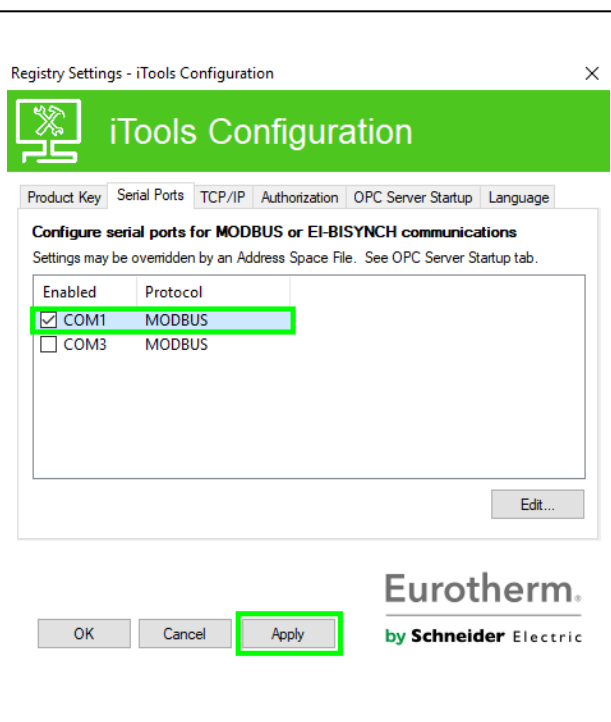 Registry Settings - iTools Configuration
iTools Configuration
Product Key Serial Ports TCP/IP Authorization OPC Server Startup Language
Configure serial ports for MODBUS or EI-BISYNCH communications
Settings may be overridden by an Address Space File. See OPC Server Startup tab.
Enabled Protocol
COM1 MODBUS
COM3 MODBUS
Edit...
Eurotherm.
OK Cancel Apply by Schneider Electric